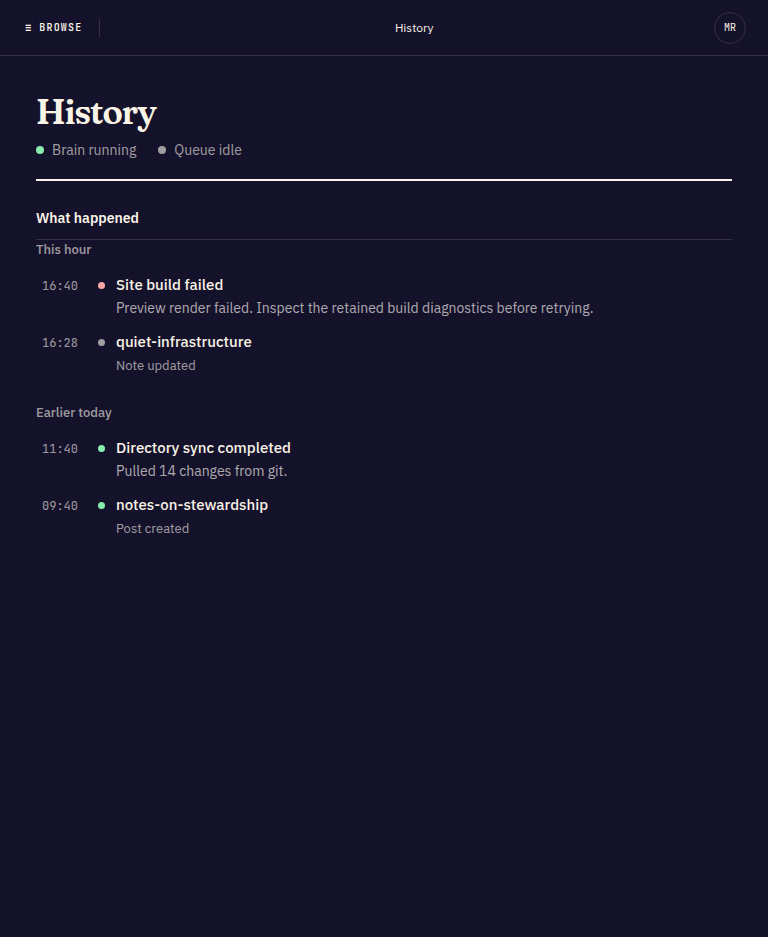 ≡ BROWSE
History
MR
History
Brain running
Queue idle
What happened
This hour
16:40 Site build failed
Preview render failed. Inspect the retained build diagnostics before retrying.
16:28 quiet-infrastructure
Note updated
Earlier today
11:40 Directory sync completed
Pulled 14 changes from git.
09:40 notes-on-stewardship
Post created